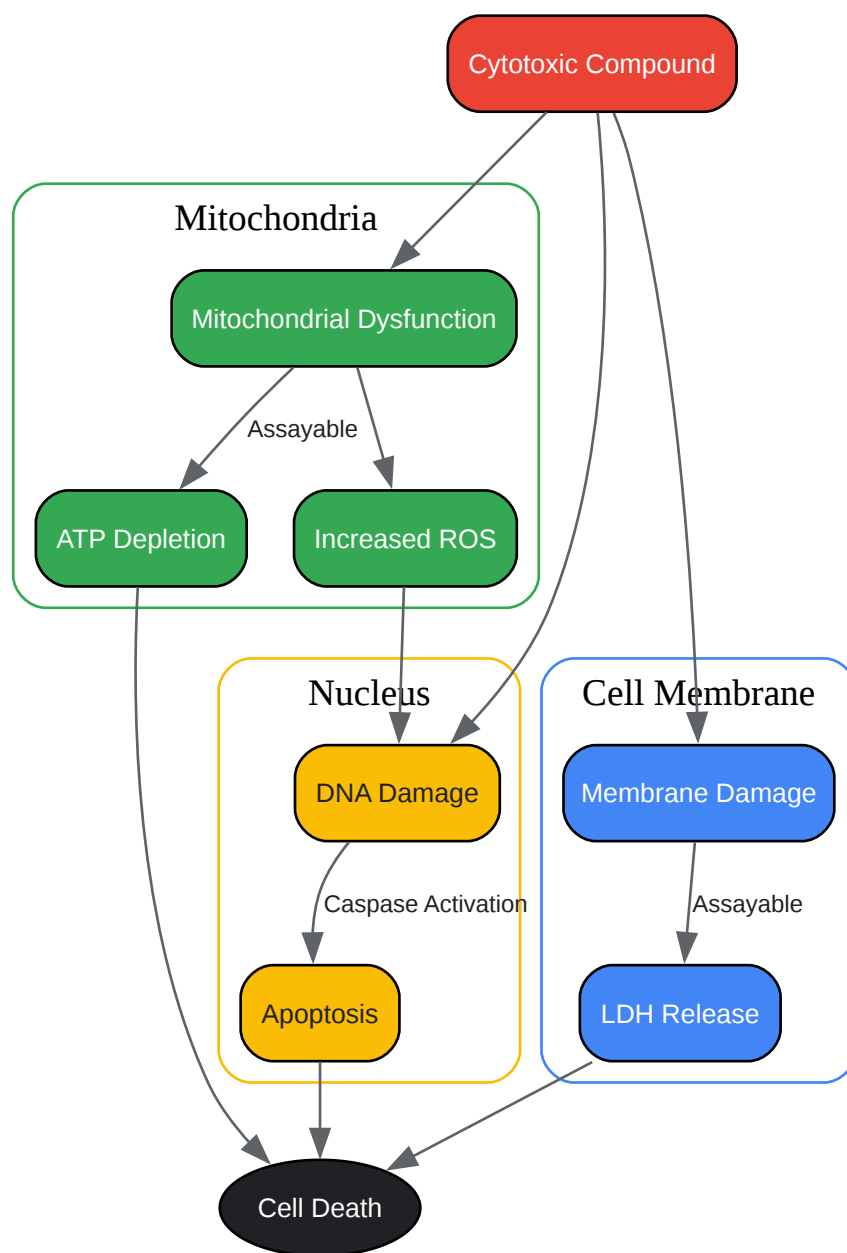 Cytotoxic Compound
Mitochondria
Mitochondrial Dysfunction
Assayable
ATP Depletion
Increased ROS
Nucleus
Cell Membrane
DNA Damage
Membrane Damage
Caspase Activation
Assayable
Apoptosis
LDH Release
Cell Death